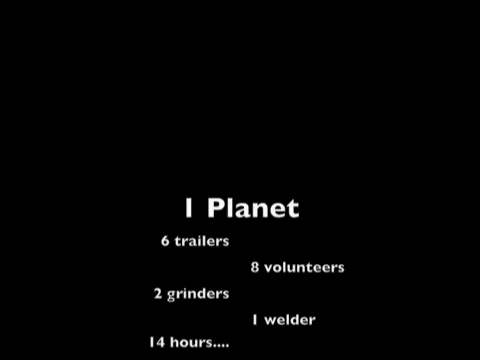 1 Planet
6 trailers
8 volunteers
2 grinders
1 welder
14 hours....